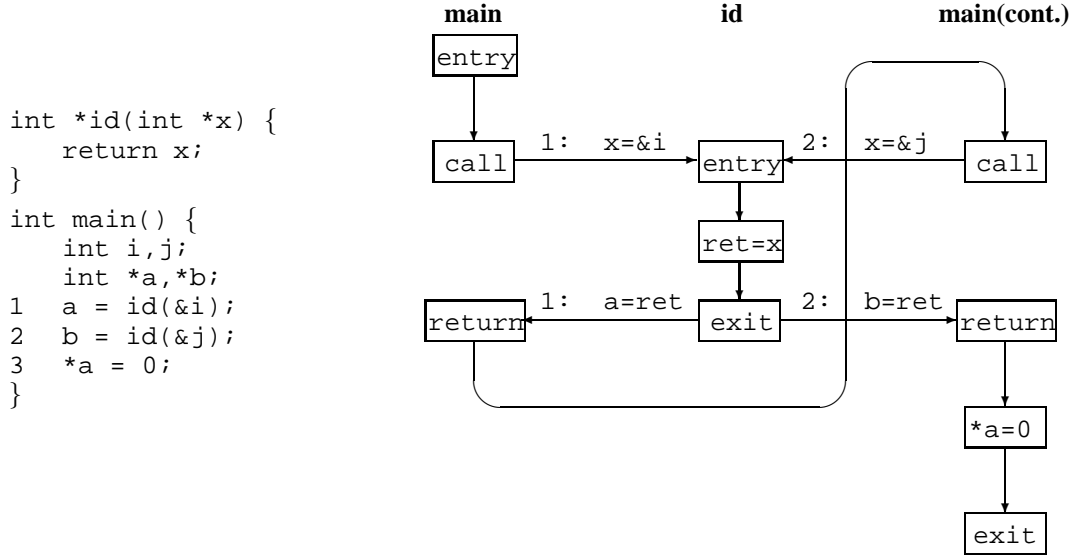 int *id(int *x) {
return x;
}
int main() {
int i,j;
int *a,*b;
1 a = id(&i);
2 b = id(&j);
3 *a = 0;
}
main id main(cont.)
entry
call 1: x=&i entry 2: x=&j call
ret=x
return 1: a=ret exit 2: b=ret return
*a=0
exit